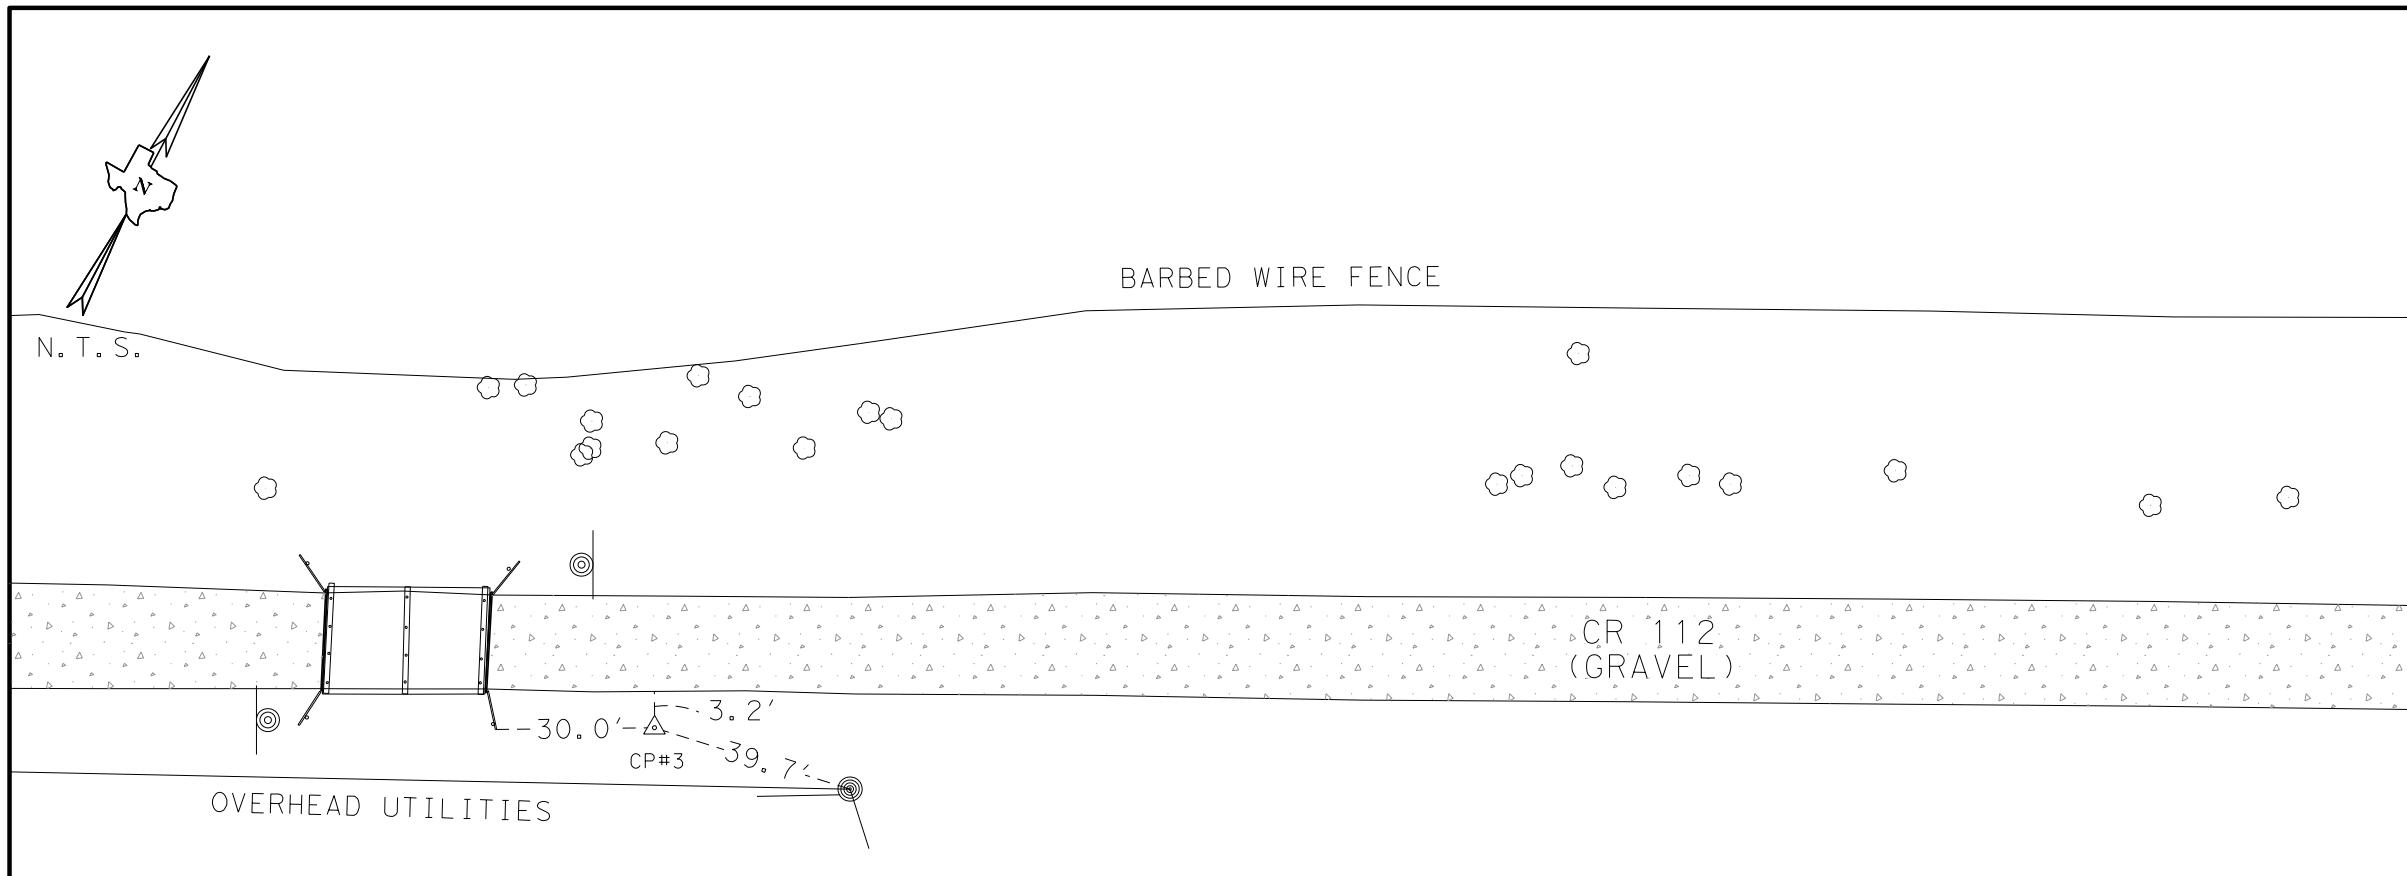 N
BARBED WIRE FENCE
N.T.S.
CR 112
(GRAVEL)
3.2'
30.0'
39.7'
CP#3
OVERHEAD UTILITIES